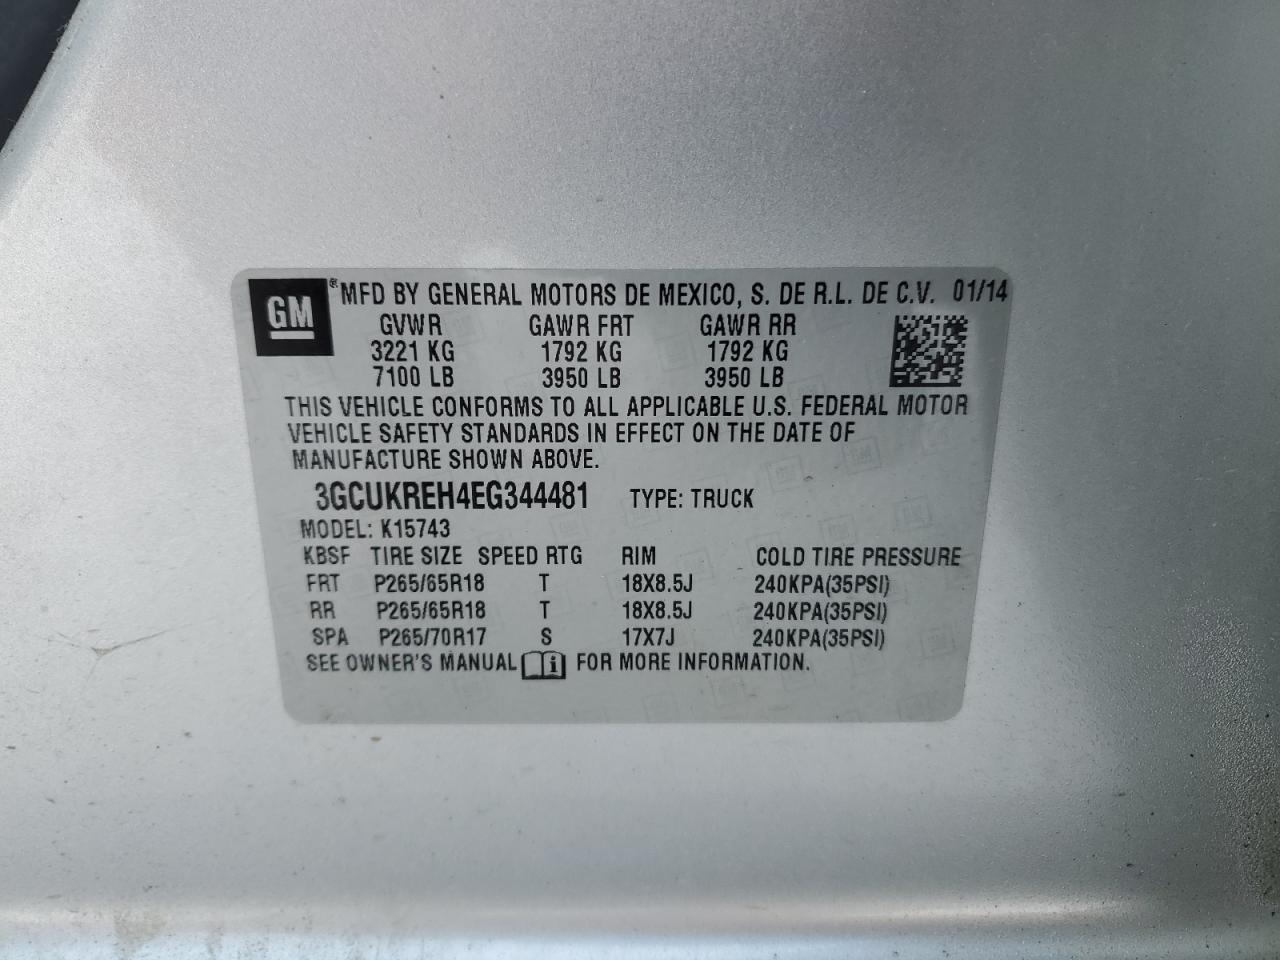 GM ® MFD BY GENERAL MOTORS DE MEXICO, S. DE R.L. DE C.V. 01/14
GVWR GAWR FRT GAWR RR
3221 KG 1792 KG 1792 KG
7100 LB 3950 LB 3950 LB
THIS VEHICLE CONFORMS TO ALL APPLICABLE U.S. FEDERAL MOTOR
VEHICLE SAFETY STANDARDS IN EFFECT ON THE DATE OF
MANUFACTURE SHOWN ABOVE.
3GCUKREH4EG344481 TYPE: TRUCK
MODEL: K15743
KBSF TIRE SIZE SPEED RTG RIM COLD TIRE PRESSURE
FRT P265/65R18 T 18X8.5J 240KPA(35PSI)
RR P265/65R18 T 18X8.5J 240KPA(35PSI)
SPA P265/70R17 S 17X7J 240KPA(35PSI)
SEE OWNER'S MANUAL i FOR MORE INFORMATION.